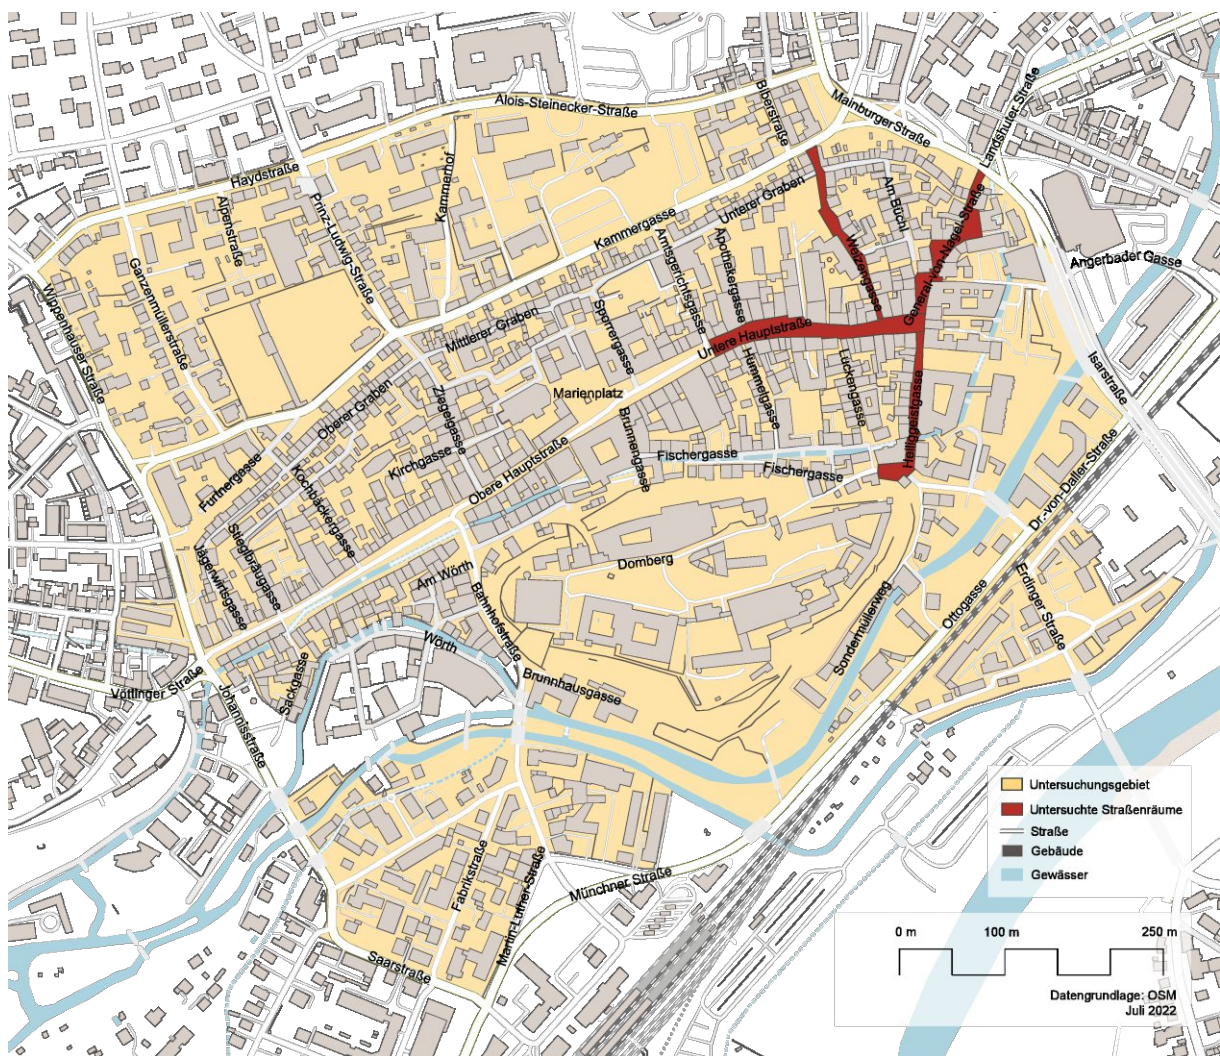 Alois-Steinecker-Straße
Biberstraße
MainburgerStraße
Landshuter Straße
Haydstraße
Alpenstraße
Prinz-Ludwig-Straße
Kammerhof
Kammergasse
Unterer Graben
Am Büchl
Weizengasse
General-von-Nagel-Straße
Angerbader Gasse
Wippenhauser Straße
Ganzenmüllerstraße
Amtsgerichtsgasse
Apothekergasse
Sporrergasse
Mittlerer Graben
Untere Hauptstraße
Isarstraße
Marienplatz
Hummelgasse
Luckengasse
Heiliggeistgasse
Oberer Graben
Ziegelgasse
Kirchgasse
Obere Hauptstraße
Brunnengasse
Fischergasse
Fischergasse
Furtnergasse
Kochbäckergasse
Stieglbräugasse
Jägerwirtsgasse
Dr.-von-Daller-Straße
Domberg
Am Wörth
Bahnhofstraße
Wörth
Sondermüllerweg
Ottogasse
Erdinger Straße
Vöttinger Straße
Sackgasse
Johannisstraße
Brunnhausgasse
Fabrikstraße
Martin-Luther-Straße
Münchner Straße
Saarstraße
Untersuchungsgebiet
Untersuchte Straßenräume
Straße
Gebäude
Gewässer
0 m 100 m 250 m
Datengrundlage: OSM
Juli 2022